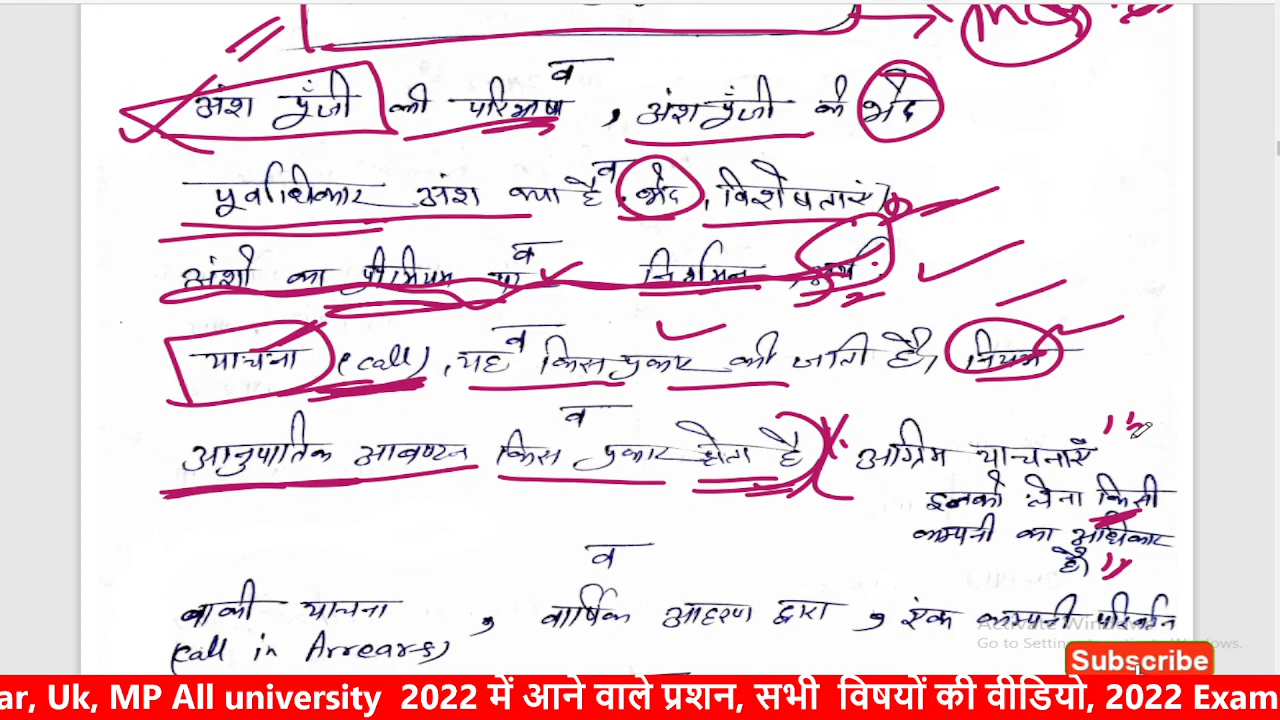 अंश पूँजी की परिभाषा व , अंश पूँजी के भेद
पूर्वाधिकार अंश क्या है व भेद , विशेषताएं
अंशो का प्रीमियम पर व निर्गमन
याचना (call) , यह व किस प्रकार की जाती है, नियम
आनुपातिक आवण्टन व किस प्रकार होता है
अग्रिम याचनाएँ
इनको लेना किसी
कम्पनी का अधिकार
है।
व
बाकी याचना , वार्षिक आहरण द्वारा , एक कम्पनी परिवर्तन
(call in Arrears)
Activate Windows
Go to Settings to activate Windows.
Subscribe
ar, Uk, MP All university 2022 में आने वाले प्रशन, सभी विषयों की वीडियो, 2022 Exam